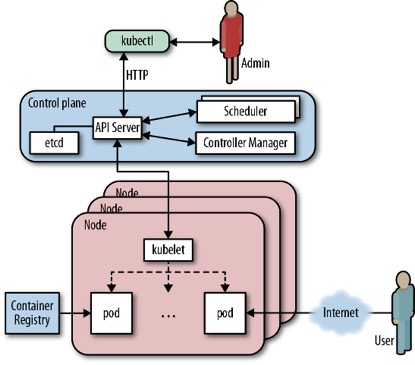 kubectl
Admin
HTTP
Control plane
Scheduler
API Server
etcd
Controller Manager
Node
Node
Node
kubelet
Container
Registry
pod
...
pod
Internet
User